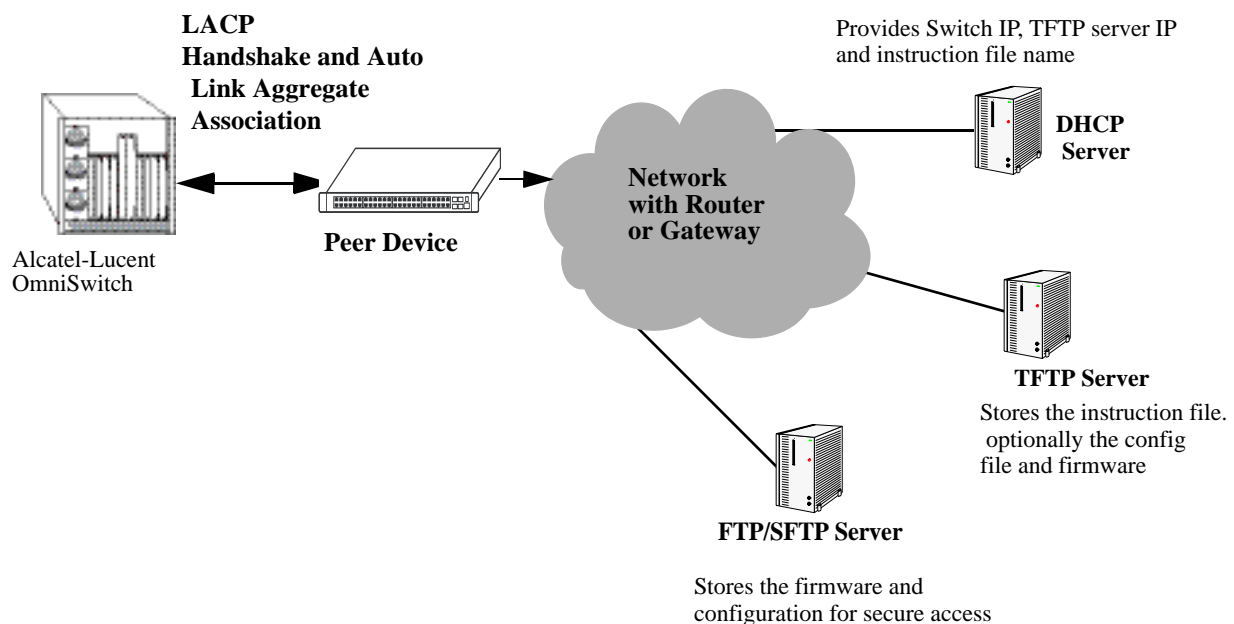 LACP
Handshake and Auto
Link Aggregate
Association
Provides Switch IP, TFTP server IP
and instruction file name
DHCP
Server
Network
with Router
or Gateway
Peer Device
Alcatel-Lucent
OmniSwitch
TFTP Server
Stores the instruction file.
optionally the config
file and firmware
FTP/SFTP Server
Stores the firmware and
configuration for secure access